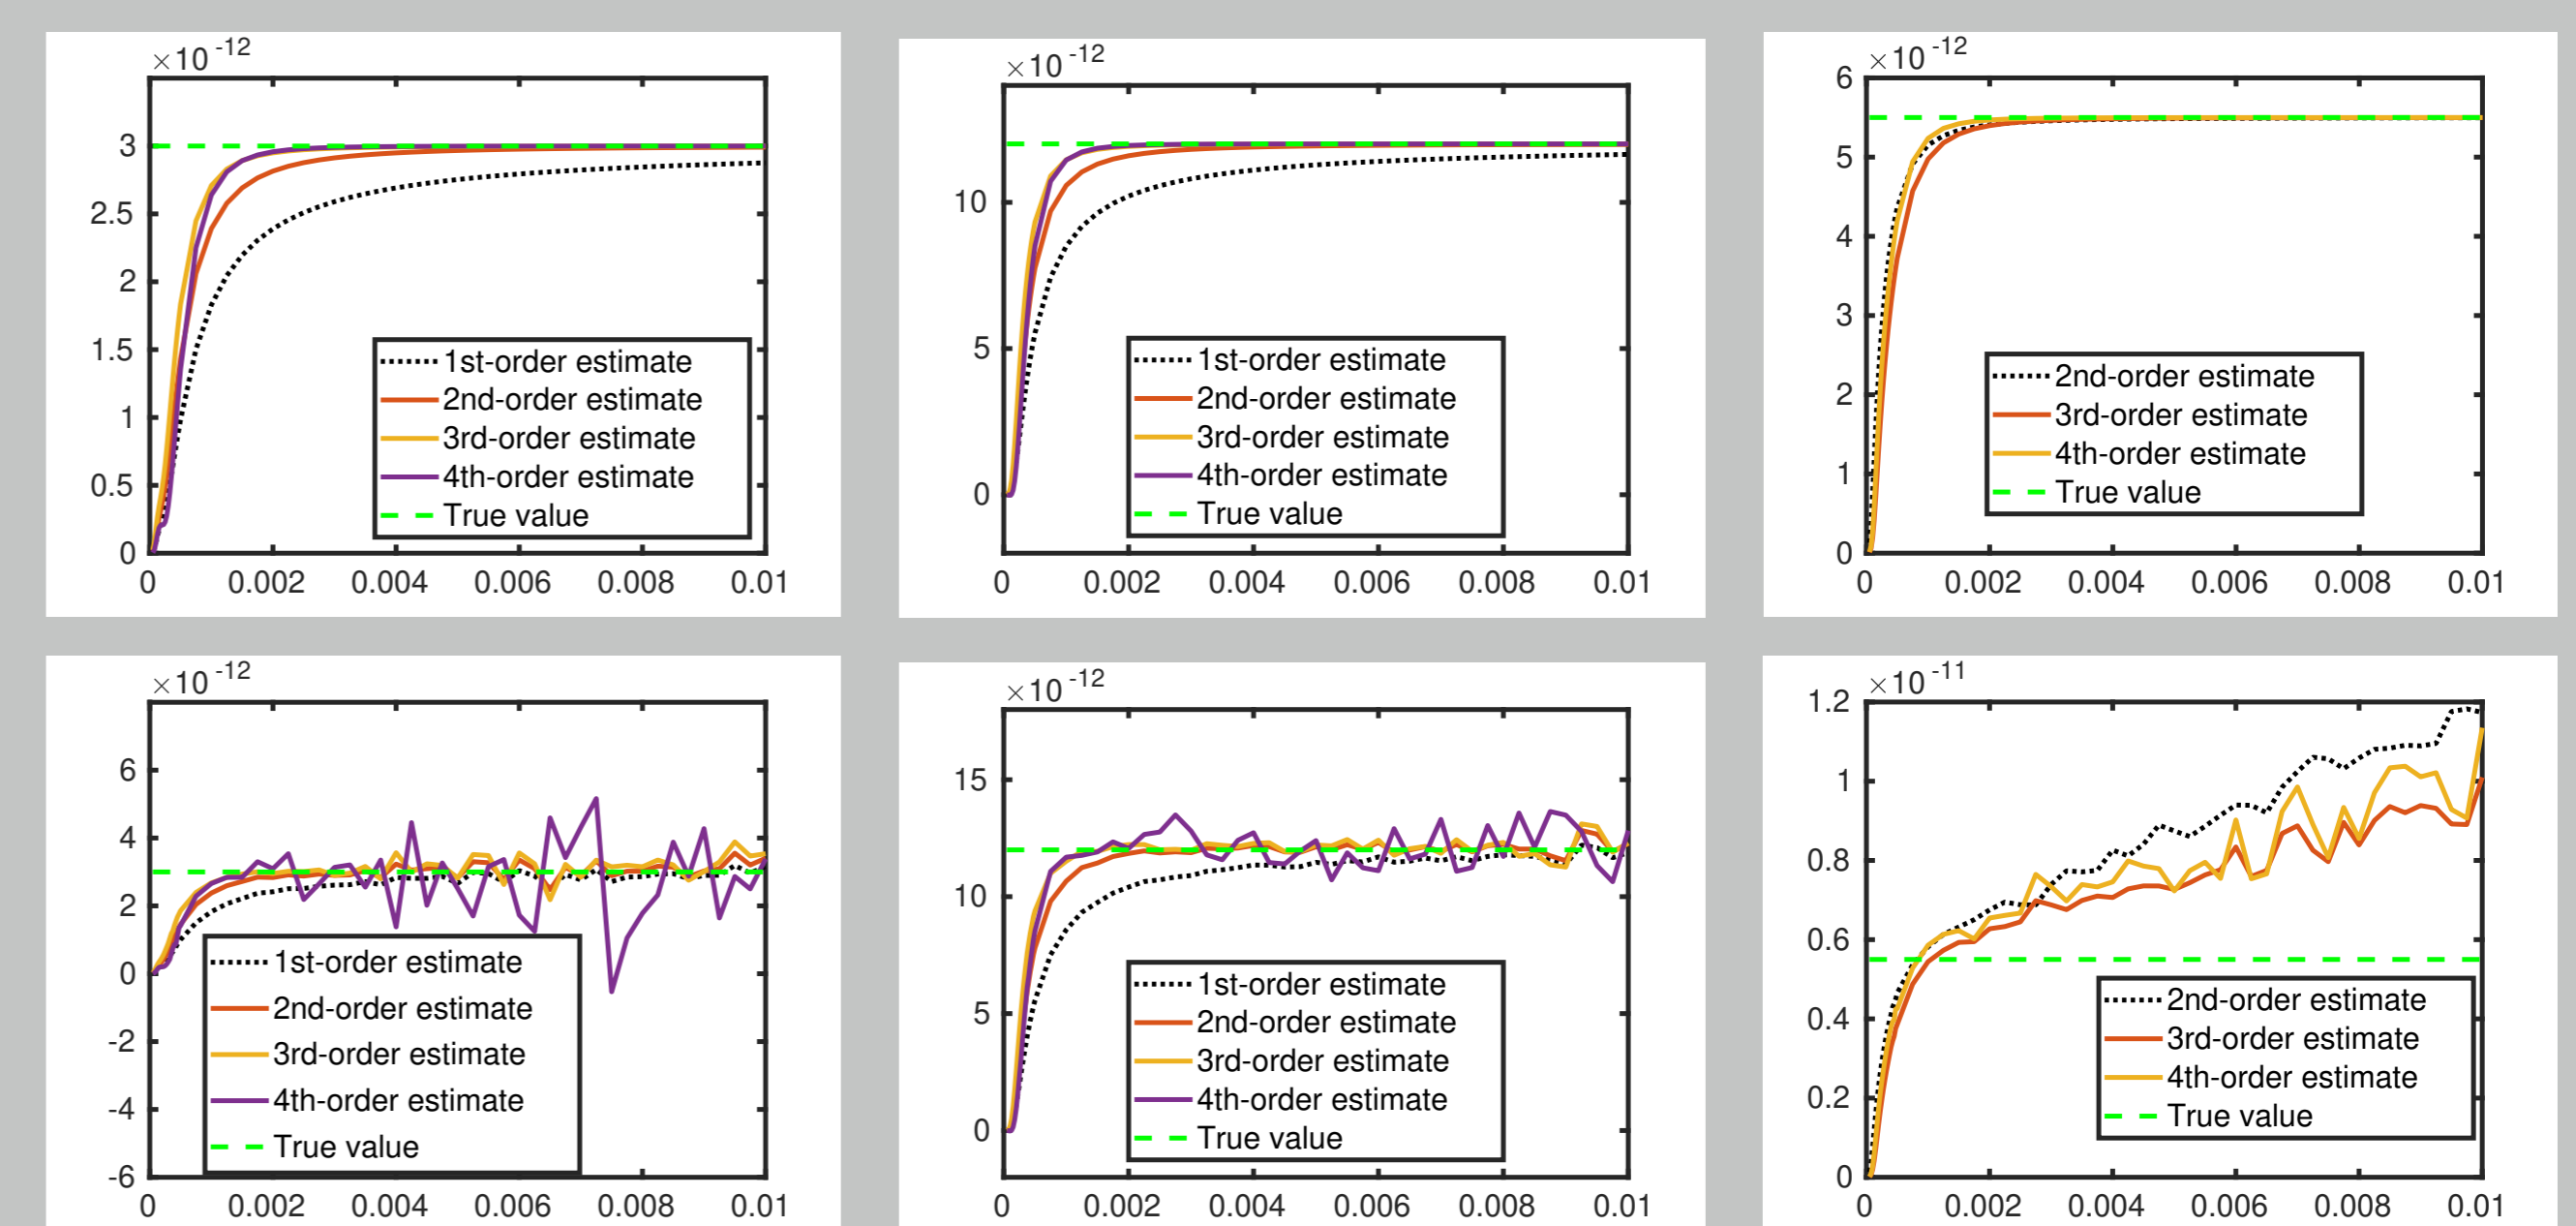 ×10 -12
3
2.5
2
1.5
1
0.5
0
1st-order estimate
2nd-order estimate
3rd-order estimate
4th-order estimate
True value
0 0.002 0.004 0.006 0.008 0.01
×10 -12
10
5
0
1st-order estimate
2nd-order estimate
3rd-order estimate
4th-order estimate
True value
0 0.002 0.004 0.006 0.008 0.01
×10 -12
6
5
4
3
2
1
0
2nd-order estimate
3rd-order estimate
4th-order estimate
True value
0 0.002 0.004 0.006 0.008 0.01
×10 -12
6
4
2
0
-2
-4
-6
1st-order estimate
2nd-order estimate
3rd-order estimate
4th-order estimate
True value
0 0.002 0.004 0.006 0.008 0.01
×10 -12
15
10
5
0
1st-order estimate
2nd-order estimate
3rd-order estimate
4th-order estimate
True value
0 0.002 0.004 0.006 0.008 0.01
×10 -11
1.2
1
0.8
0.6
0.4
0.2
0
2nd-order estimate
3rd-order estimate
4th-order estimate
True value
0 0.002 0.004 0.006 0.008 0.01